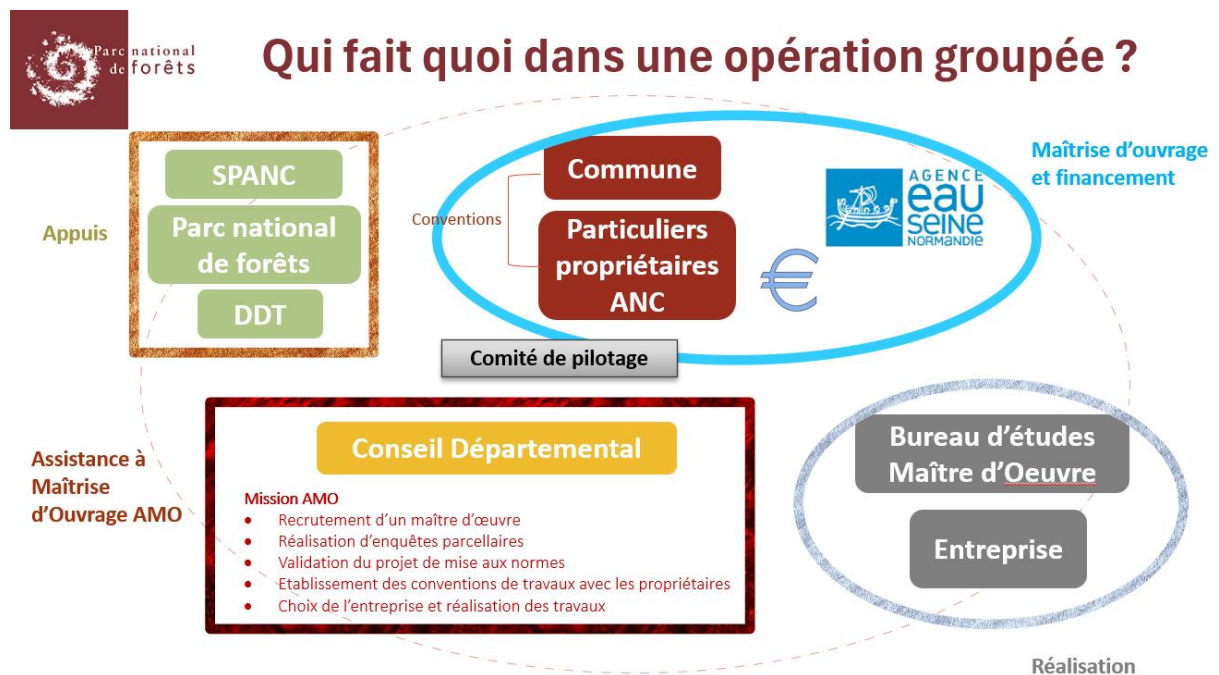 Parc national
de forêts
Qui fait quoi dans une opération groupée ?
Appuis
SPANC
Parc national
de forêts
DDT
Conventions
Commune
Particuliers
propriétaires
ANC
€
AGENCE
eau
SEINE
NORMANDIE
Maîtrise d'ouvrage
et financement
Comité de pilotage
Assistance à
Maîtrise
d'Ouvrage AMO
Conseil Départemental
Mission AMO
• Recrutement d'un maître d'œuvre
• Réalisation d'enquêtes parcellaires
• Validation du projet de mise aux normes
• Etablissement des conventions de travaux avec les propriétaires
• Choix de l'entreprise et réalisation des travaux
Bureau d'études
Maître d'Oeuvre
Entreprise
Réalisation